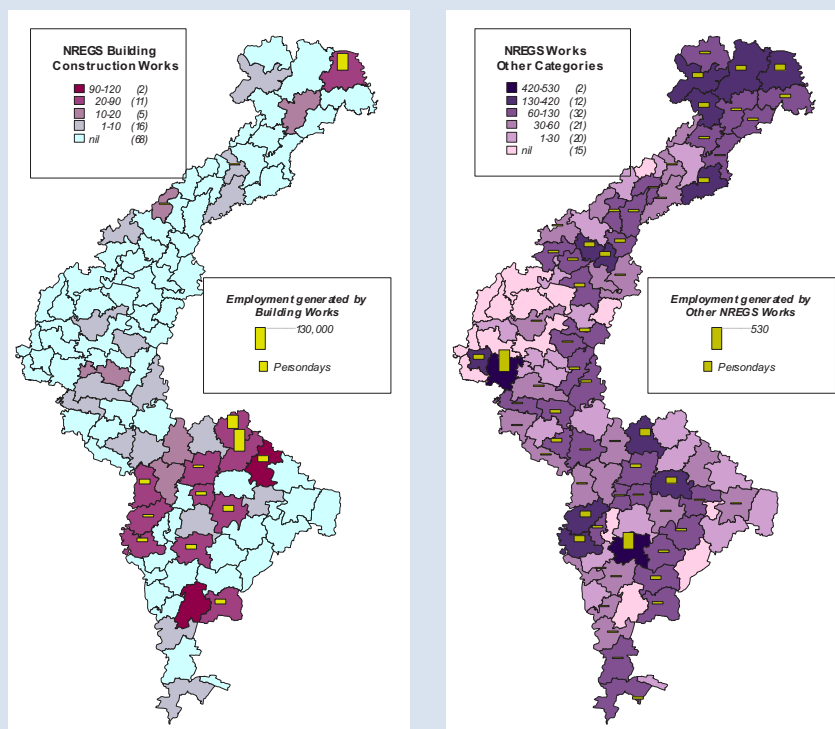 NREGS Building
Construction Works
90-120 (2)
20-90 (11)
10-20 (5)
1-10 (16)
nil (68)
Employment generated by
Building Works
130,000
Persondays
NREGS Works
Other Categories
420-530 (2)
130-420 (12)
60-130 (32)
30-60 (21)
1-30 (20)
nil (15)
Employment generated by
Other NREGS Works
530
Persondays